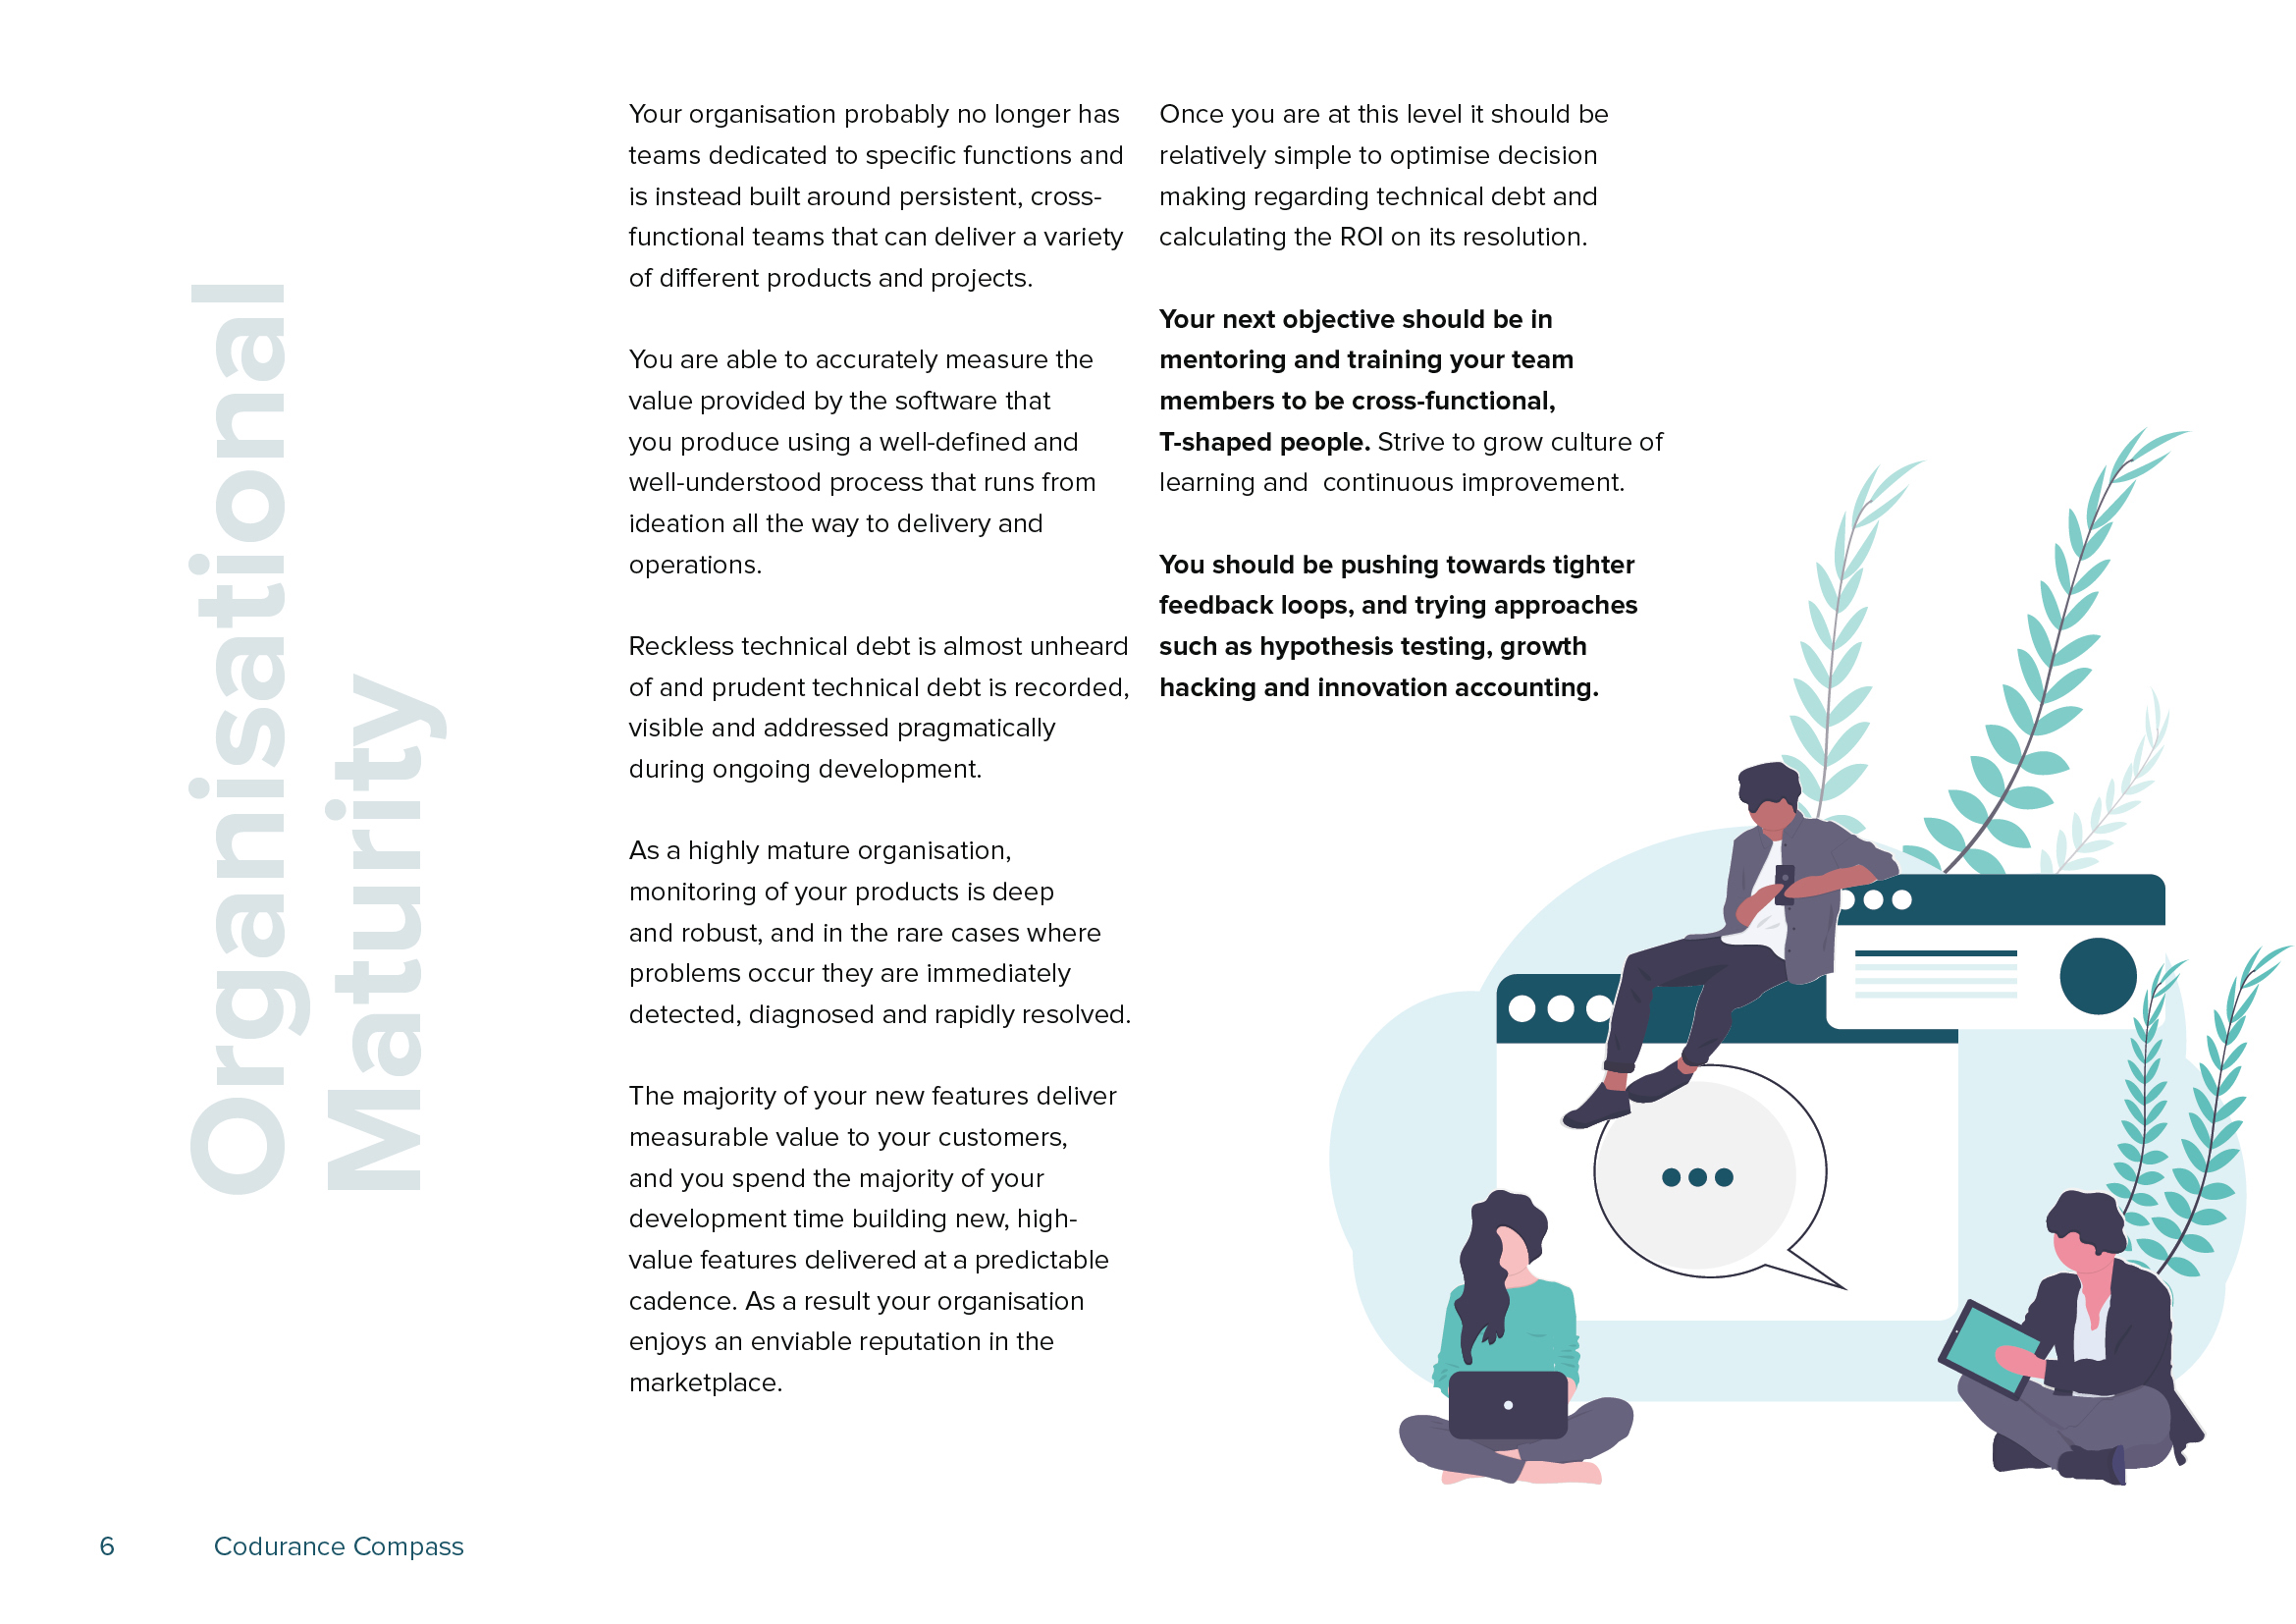 Organisational
Maturity
Your organisation probably no longer has
teams dedicated to specific functions and
is instead built around persistent, cross-
functional teams that can deliver a variety
of different products and projects.
You are able to accurately measure the
value provided by the software that
you produce using a well-defined and
well-understood process that runs from
ideation all the way to delivery and
operations.
Reckless technical debt is almost unheard
of and prudent technical debt is recorded,
visible and addressed pragmatically
during ongoing development.
As a highly mature organisation,
monitoring of your products is deep
and robust, and in the rare cases where
problems occur they are immediately
detected, diagnosed and rapidly resolved.
The majority of your new features deliver
measurable value to your customers,
and you spend the majority of your
development time building new, high-
value features delivered at a predictable
cadence. As a result your organisation
enjoys an enviable reputation in the
marketplace.
Once you are at this level it should be
relatively simple to optimise decision
making regarding technical debt and
calculating the ROI on its resolution.
Your next objective should be in
mentoring and training your team
members to be cross-functional,
T-shaped people. Strive to grow culture of
learning and  continuous improvement.
You should be pushing towards tighter
feedback loops, and trying approaches
such as hypothesis testing, growth
hacking and innovation accounting.
6 Codurance Compass